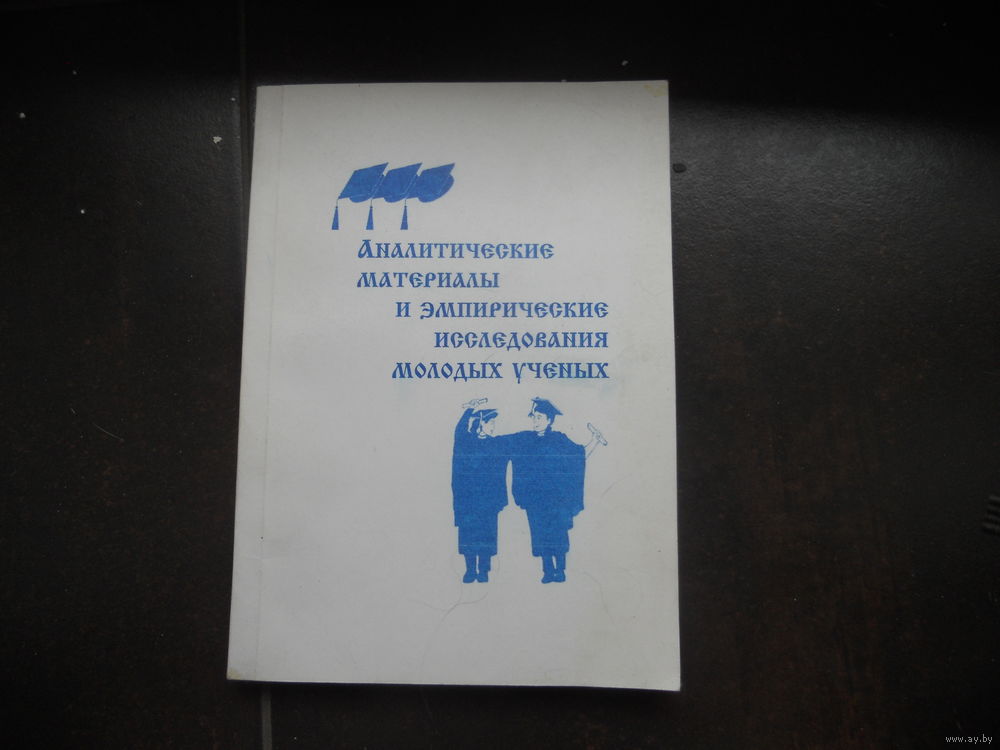 Аналитические
материалы
и эмпирические
исследования
молодых ученых
www.ay.by